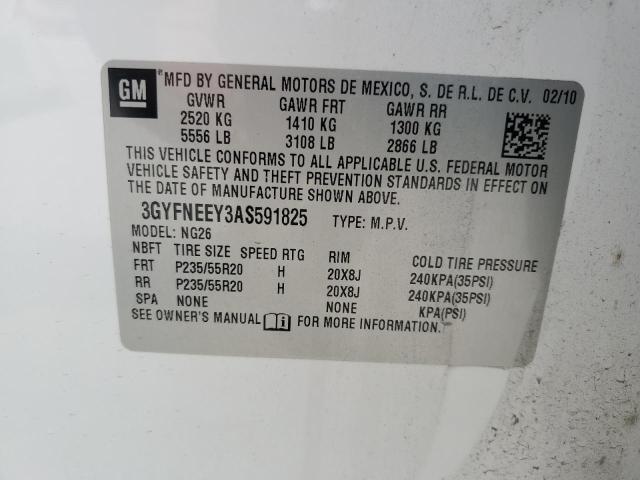 GM *MFD BY GENERAL MOTORS DE MEXICO, S. DE R.L. DE C.V. 02/10
GVWR GAWR FRT GAWR RR
2520 KG 1410 KG 1300 KG
5556 LB 3108 LB 2866 LB
THIS VEHICLE CONFORMS TO ALL APPLICABLE U.S. FEDERAL MOTOR
VEHICLE SAFETY AND THEFT PREVENTION STANDARDS IN EFFECT ON
THE DATE OF MANUFACTURE SHOWN ABOVE.
3GYFNEEY3AS591825 TYPE: M.P.V.
MODEL: NG26
NBFT TIRE SIZE SPEED RTG RIM COLD TIRE PRESSURE
FRT P235/55R20 H 20X8J 240KPA(35PSI)
RR P235/55R20 H 20X8J 240KPA(35PSI)
SPA NONE NONE KPA(PSI)
SEE OWNER'S MANUAL FOR MORE INFORMATION.